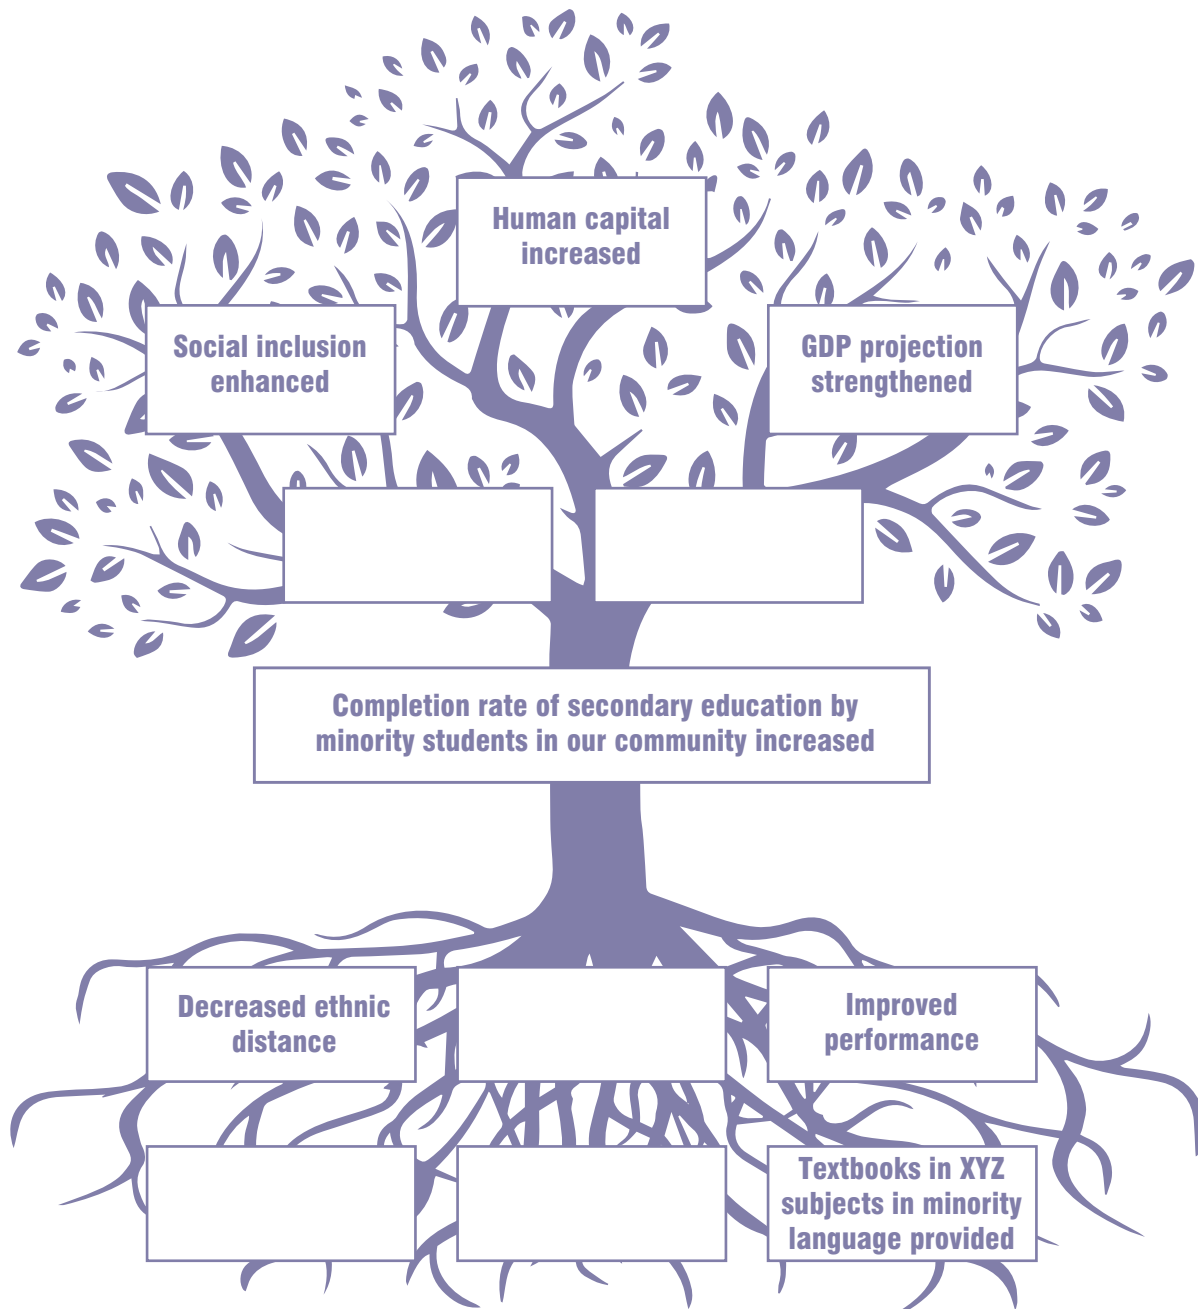 Human capital
increased
Social inclusion
enhanced
GDP projection
strengthened
Completion rate of secondary education by
minority students in our community increased
Decreased ethnic
distance
Improved
performance
Textbooks in XYZ
subjects in minority
language provided